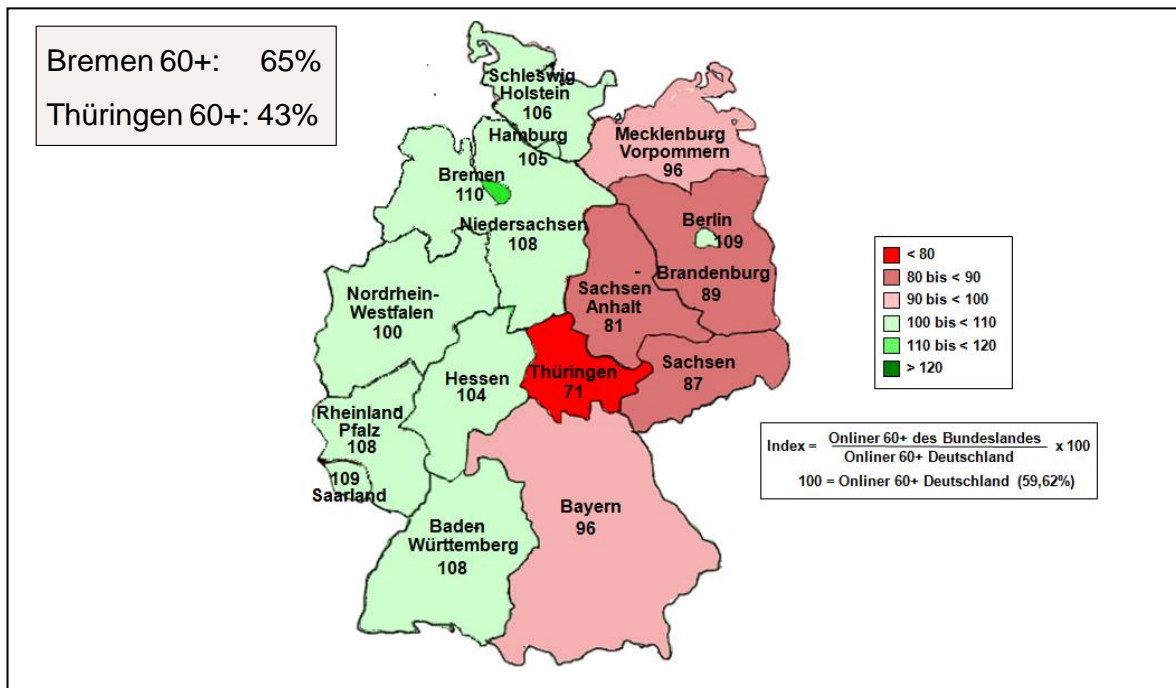 Bremen 60+: 65%
Thüringen 60+: 43%
Schleswig
Holstein
106
Hamburg
105
Mecklenburg
Vorpommern
96
Bremen
110
Niedersachsen
108
Berlin
109
Brandenburg
89
Sachsen
Anhalt
81
Nordrhein-
Westfalen
100
Thüringen
71
Sachsen
87
Hessen
104
Rheinland
Pfalz
108
109
Saarland
Baden
Württemberg
108
Bayern
96
< 80
80 bis < 90
90 bis < 100
100 bis < 110
110 bis < 120
> 120
Index = Onliner 60+ des Bundeslandes x 100
Onliner 60+ Deutschland
100 = Onliner 60+ Deutschland (59,62%)